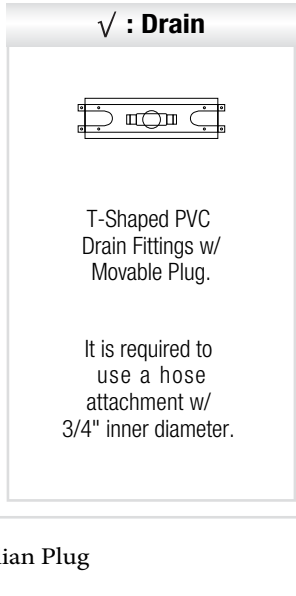 √ : Drain
T-Shaped PVC
Drain Fittings w/
Movable Plug.
It is required to
use a hose
attachment w/
3/4" inner diameter.
Plug